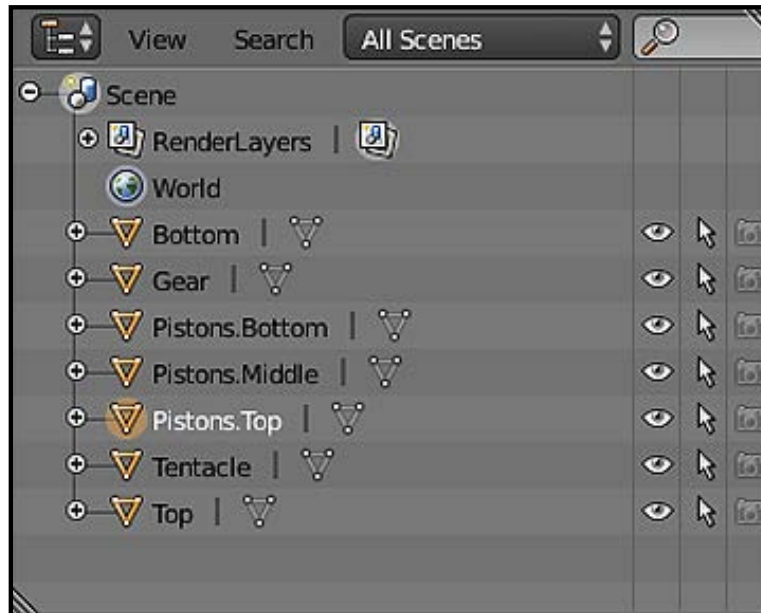 View Search All Scenes
Scene
RenderLayers |
World
Bottom |
Gear |
Pistons.Bottom |
Pistons.Middle |
Pistons.Top |
Tentacle |
Top |